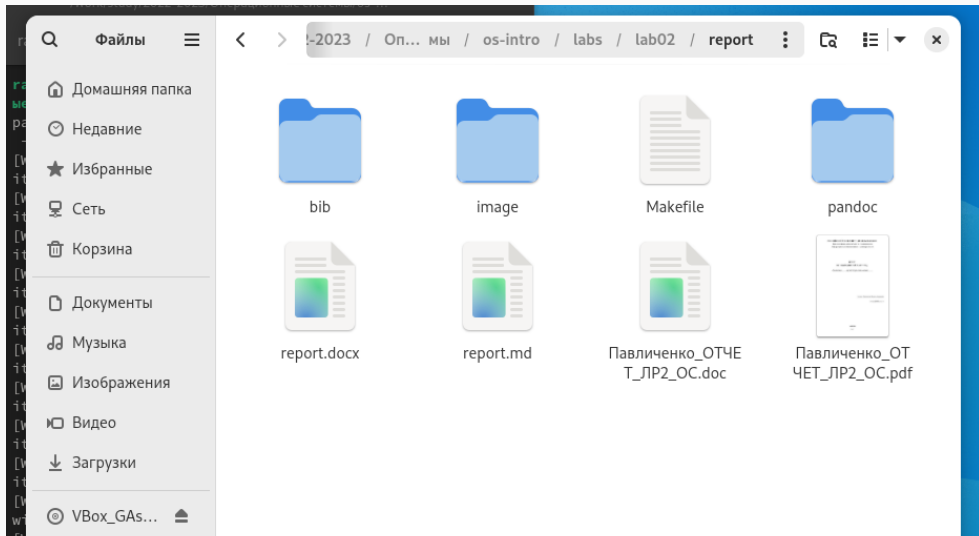 Файлы
2-2023 / Оп... мы / os-intro / labs / lab02 / report
Домашняя папка
Недавние
Избранные
Сеть
Корзина
Документы
Музыка
Изображения
Видео
Загрузки
VBox_GAs...
bib
image
Makefile
pandoc
report.docx
report.md
Павличенко_ОТЧЕ
Т_ЛР2_ОС.doc
Павличенко_ОТ
ЧЕТ_ЛР2_ОС.pdf